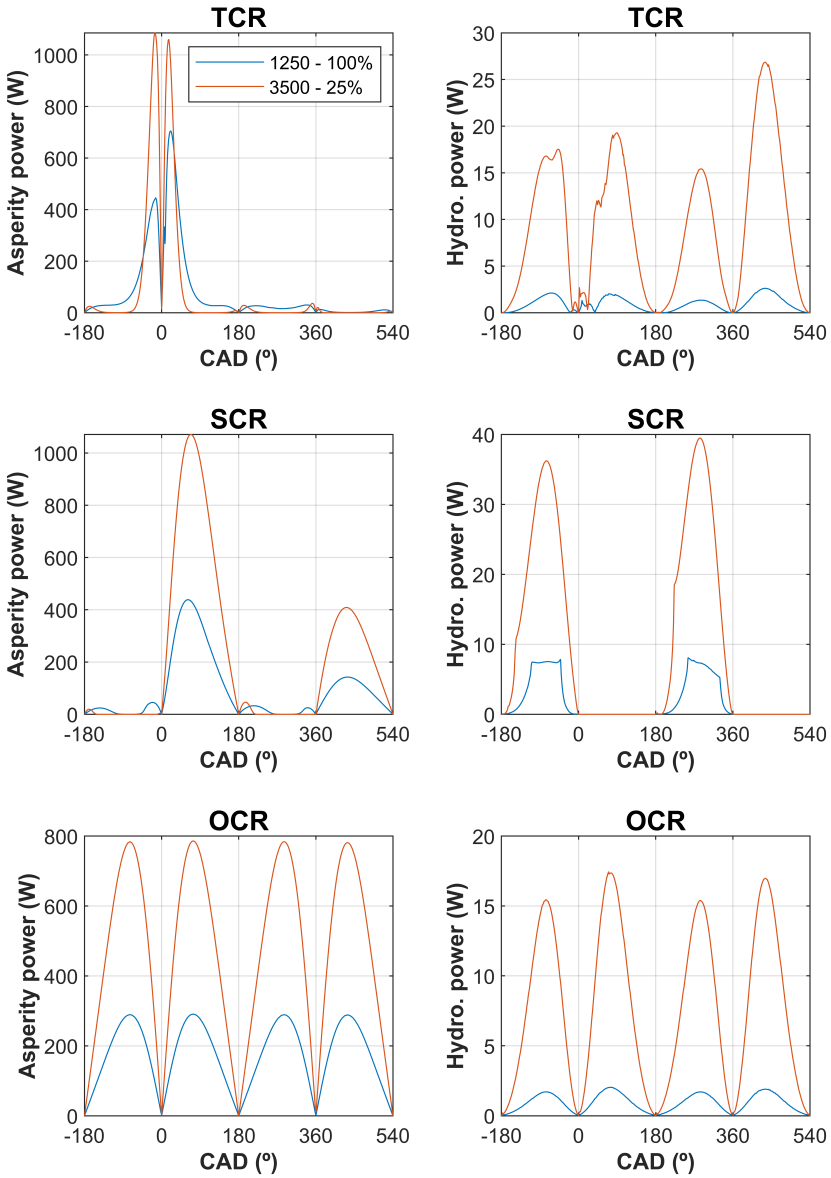 TCR
Asperity power (W)
1000
800
600
400
200
0
-180 0 180 360 540
CAD (º)
1250 - 100%
3500 - 25%
TCR
Hydro. power (W)
30
25
20
15
10
5
0
-180 0 180 360 540
CAD (º)
SCR
Asperity power (W)
1000
800
600
400
200
0
-180 0 180 360 540
CAD (º)
SCR
Hydro. power (W)
40
30
20
10
0
-180 0 180 360 540
CAD (º)
OCR
Asperity power (W)
800
600
400
200
0
-180 0 180 360 540
CAD (º)
OCR
Hydro. power (W)
20
15
10
5
0
-180 0 180 360 540
CAD (º)